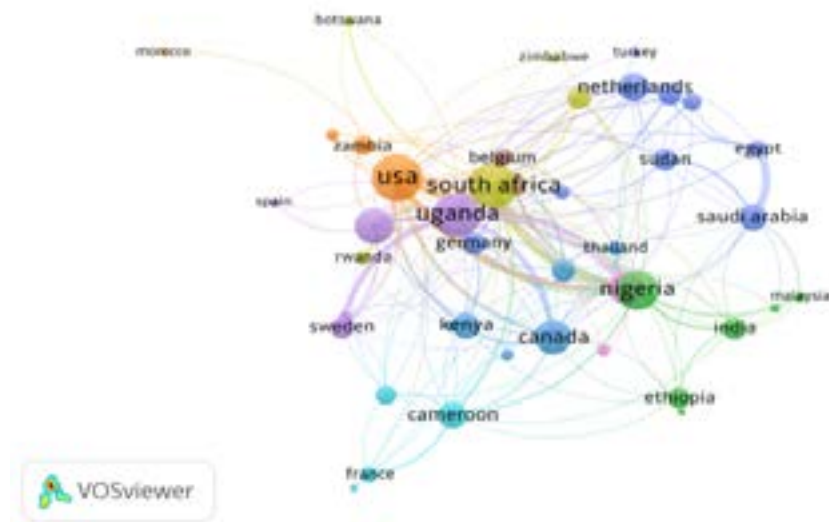 botswana
morocco
turkey
zimbabwe
netherlands
zambia
belgium
sudan
egypt
usa
south africa
spain
uganda
saudi arabia
germany
thailand
rwanda
nigeria
malaysia
sweden
kenya
canada
india
ethiopia
cameroon
france
VOSviewer